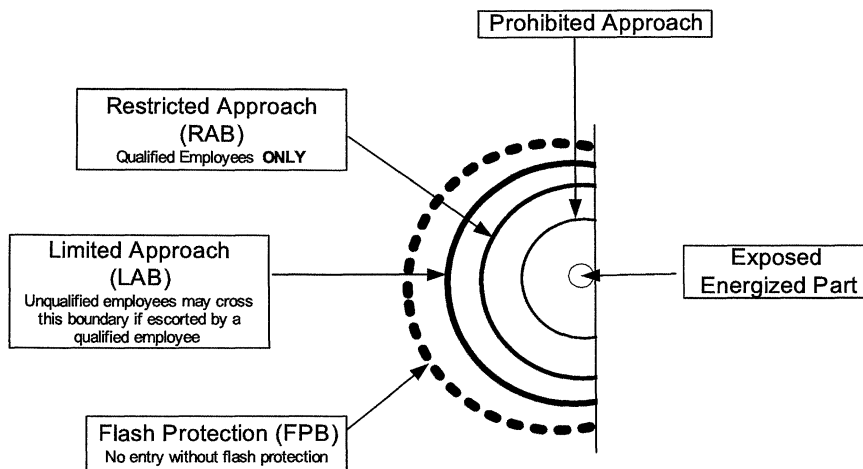 Prohibited Approach
Restricted Approach
(RAB)
Qualified Employees ONLY
Limited Approach
(LAB)
Unqualified employees may cross
this boundary if escorted by a
qualified employee
Exposed
Energized Part
Flash Protection (FPB)
No entry without flash protection